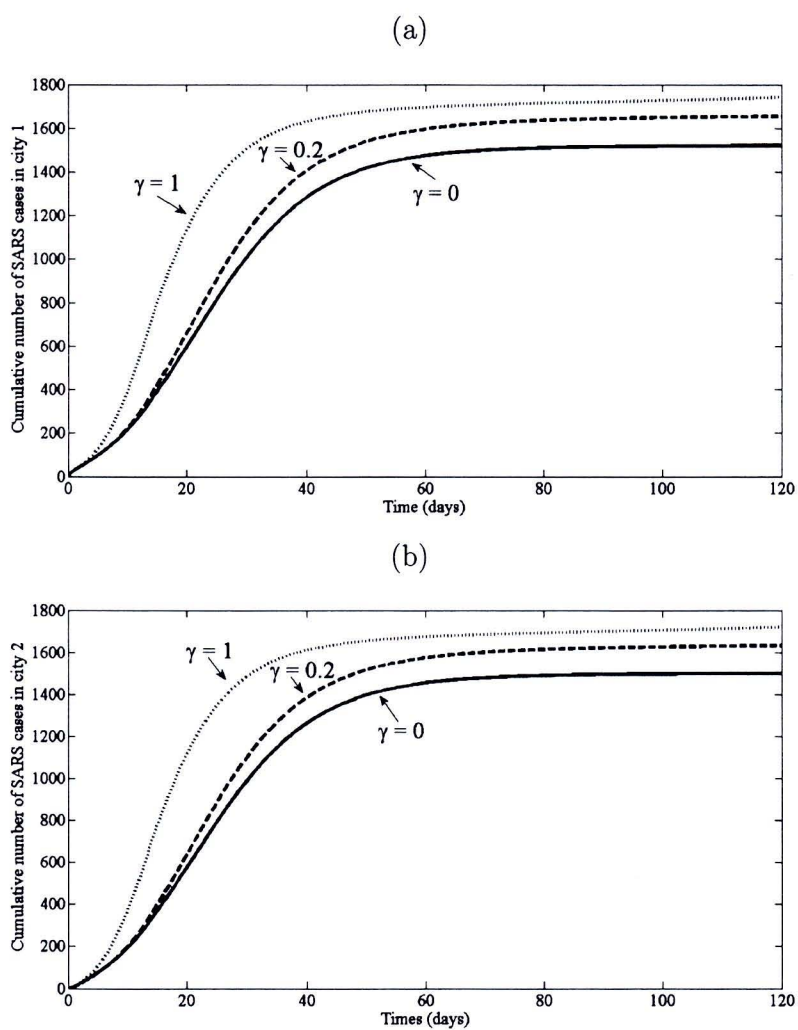 (a)
1800
1600
1400
1200
1000
800
600
400
200
0
Cumulative number of SARS cases in city 1
γ = 1
γ = 0.2
γ = 0
0 20 40 60 80 100 120
Time (days)
(b)
1800
1600
1400
1200
1000
800
600
400
200
0
Cumulative number of SARS cases in city 2
γ = 1
γ = 0.2
γ = 0
0 20 40 60 80 100 120
Times (days)